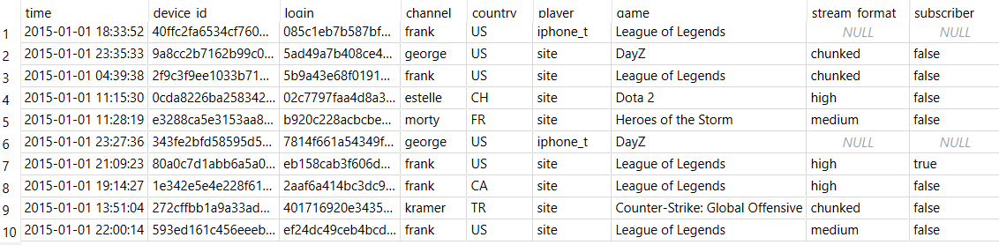 time device_id login channel country player game stream_format subscriber
1 2015-01-01 18:33:52 40ffc2fa6534cf760... 085c1eb7b587bf... frank US iphone_t League of Legends NULL NULL
2 2015-01-01 23:35:33 9a8cc2b7162b99c0... 5ad49a7b408ce4... george US site DayZ chunked false
3 2015-01-01 04:39:38 2f9c3f9ee1033b71... 5b9a43e68f0191... frank US site League of Legends chunked false
4 2015-01-01 11:15:30 0cda8226ba258342... 02c7797faa4d8a3... estelle CH site Dota 2 high false
5 2015-01-01 11:28:19 e3288ca5e3153aa8... b920c228acbcbe... morty FR site Heroes of the Storm medium false
6 2015-01-01 23:27:36 343fe2bfd58595d5... 7814f661a54349f... george US iphone_t DayZ NULL NULL
7 2015-01-01 21:09:23 80a0c7d1abb6a5a0... eb158cab3f606d... frank US site League of Legends high true
8 2015-01-01 19:14:27 1e342e5e4e228f61... 2aaf6a414bc3dc9... frank CA site League of Legends high false
9 2015-01-01 13:51:04 272cffbb1a9a33ad... 401716920e3435... kramer TR site Counter-Strike: Global Offensive chunked false
10 2015-01-01 22:00:14 593ed161c456eeeb... ef24dc49ceb4bcd... frank US site League of Legends medium false